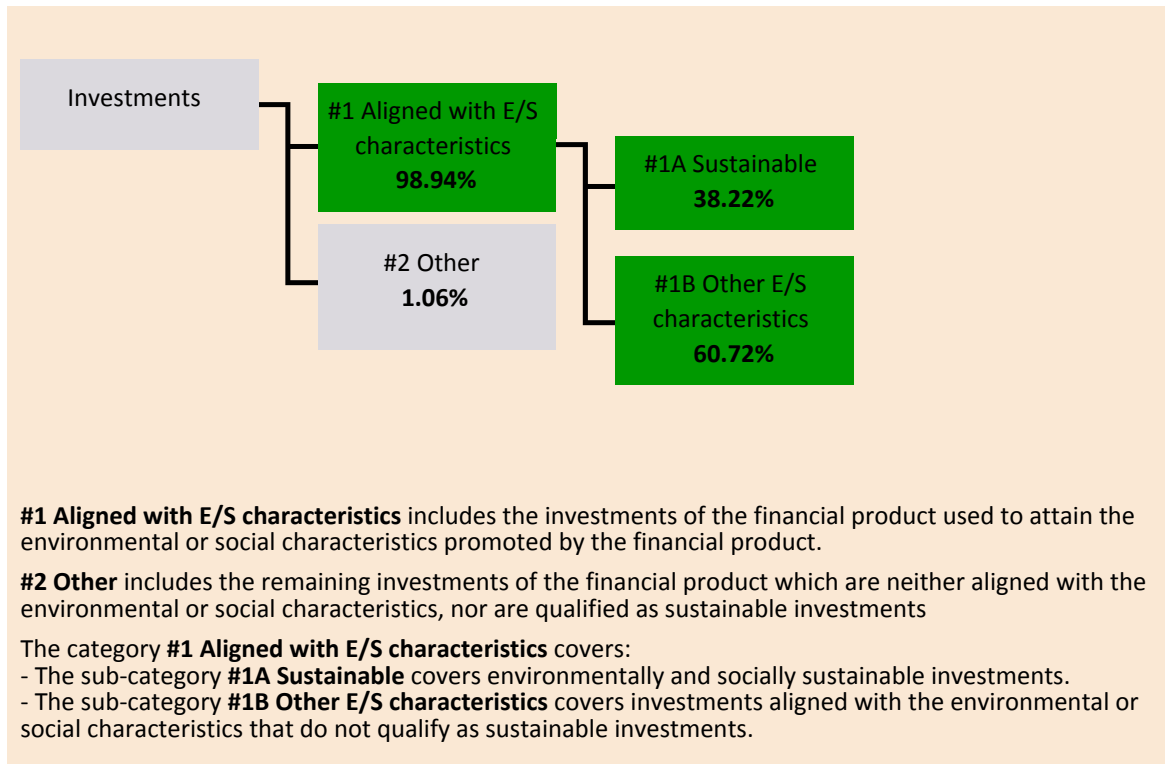 Investments
#1 Aligned with E/S
characteristics
98.94%
#1A Sustainable
38.22%
#2 Other
1.06%
#1B Other E/S
characteristics
60.72%
#1 Aligned with E/S characteristics includes the investments of the financial product used to attain the
environmental or social characteristics promoted by the financial product.
#2 Other includes the remaining investments of the financial product which are neither aligned with the
environmental or social characteristics, nor are qualified as sustainable investments
The category #1 Aligned with E/S characteristics covers:
- The sub-category #1A Sustainable covers environmentally and socially sustainable investments.
- The sub-category #1B Other E/S characteristics covers investments aligned with the environmental or
social characteristics that do not qualify as sustainable investments.